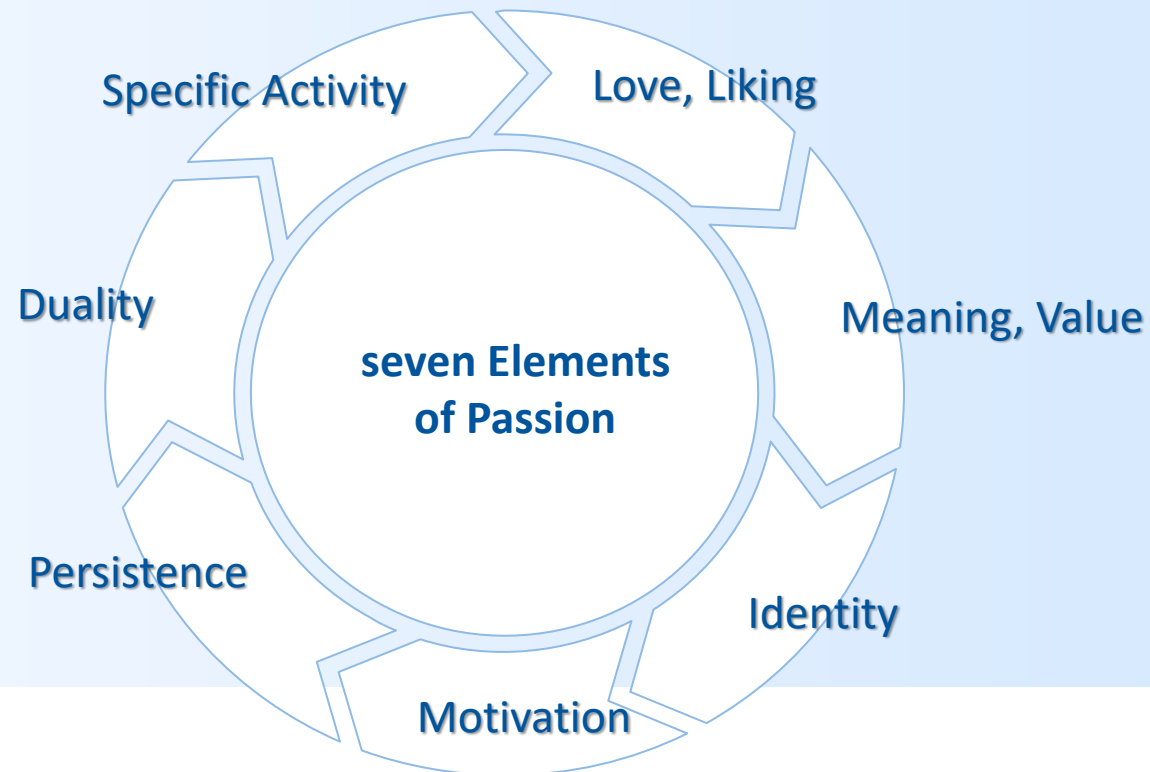 Specific Activity
Love, Liking
Duality
Meaning, Value
seven Elements
of Passion
Persistence
Identity
Motivation